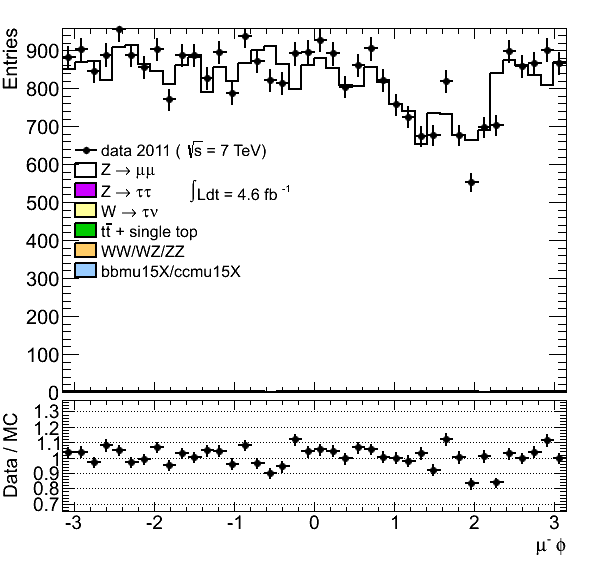 Entries
900
800
700
600
500
400
300
200
100
0
data 2011 ( √s = 7 TeV)
Z → μμ
Z → ττ
∫Ldt = 4.6 fb⁻¹
W → τν
tt̄ + single top
WW/WZ/ZZ
bbmu15X/ccmu15X
Data / MC
1.3
1.2
1.1
1
0.9
0.8
0.7
-3 -2 -1 0 1 2 3
μ⁻ ϕ